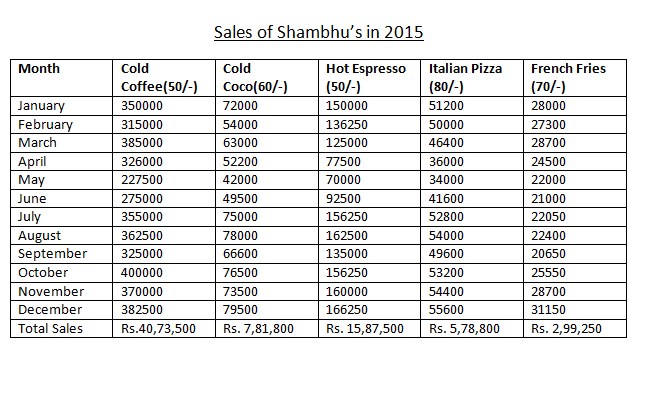 Sales of Shambhu's in 2015
Month Cold Coffee(50/-) Cold Coco(60/-) Hot Espresso (50/-) Italian Pizza (80/-) French Fries (70/-)
January 350000 72000 150000 51200 28000
February 315000 54000 136250 50000 27300
March 385000 63000 125000 46400 28700
April 326000 52200 77500 36000 24500
May 227500 42000 70000 34000 22000
June 275000 49500 92500 41600 21000
July 355000 75000 156250 52800 22050
August 362500 78000 162500 54000 22400
September 325000 66600 135000 49600 20650
October 400000 76500 156250 53200 25550
November 370000 73500 160000 54400 28700
December 382500 79500 166250 55600 31150
Total Sales Rs.40,73,500 Rs. 7,81,800 Rs. 15,87,500 Rs. 5,78,800 Rs. 2,99,250